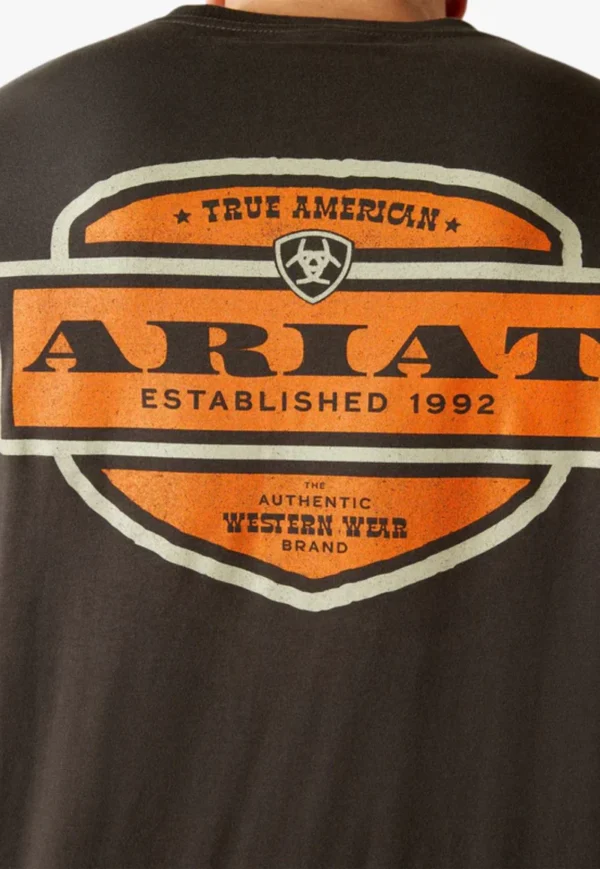 TRUE AMERICAN
ARIAT
ESTABLISHED 1992
THE
AUTHENTIC
WESTERN WEAR
BRAND